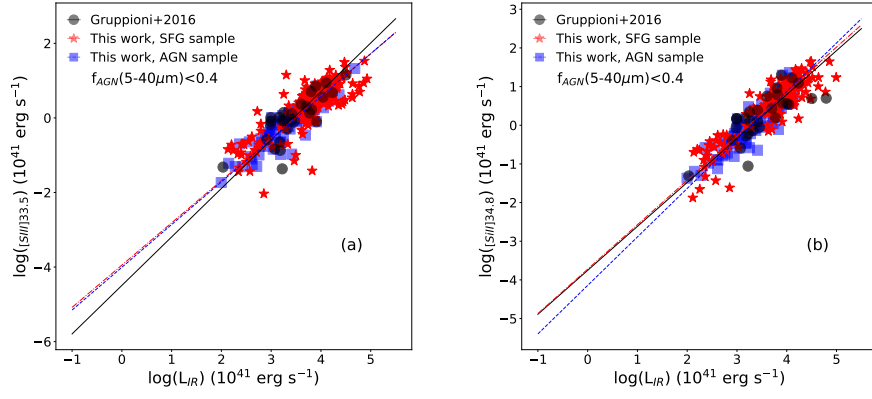 Gruppioni+2016
This work, SFG sample
This work, AGN sample
f_AGN(5-40μm)<0.4
(a)
2
0
−2
−4
−6
−1 0 1 2 3 4 5
log([SIII]33.5) (10^41 erg s^−1)
log(L_IR) (10^41 erg s^−1)
Gruppioni+2016
This work, SFG sample
This work, AGN sample
f_AGN(5-40μm)<0.4
(b)
3
2
1
0
−1
−2
−3
−4
−5
−1 0 1 2 3 4 5
log([SiII]34.8) (10^41 erg s^−1)
log(L_IR) (10^41 erg s^−1)